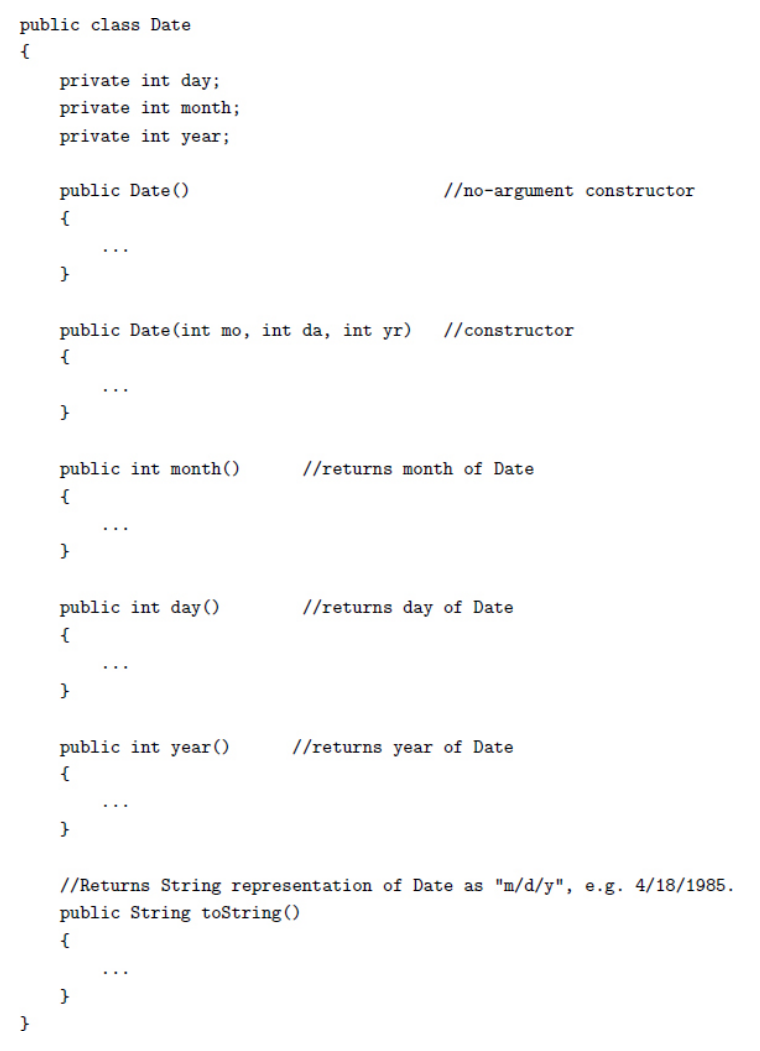 public class Date
{
    private int day;
    private int month;
    private int year;

    public Date()                         //no-argument constructor
    {
        ...
    }

    public Date(int mo, int da, int yr)   //constructor
    {
        ...
    }

    public int month()      //returns month of Date
    {
        ...
    }

    public int day()        //returns day of Date
    {
        ...
    }

    public int year()      //returns year of Date
    {
        ...
    }

    //Returns String representation of Date as "m/d/y", e.g. 4/18/1985.
    public String toString()
    {
        ...
    }
}